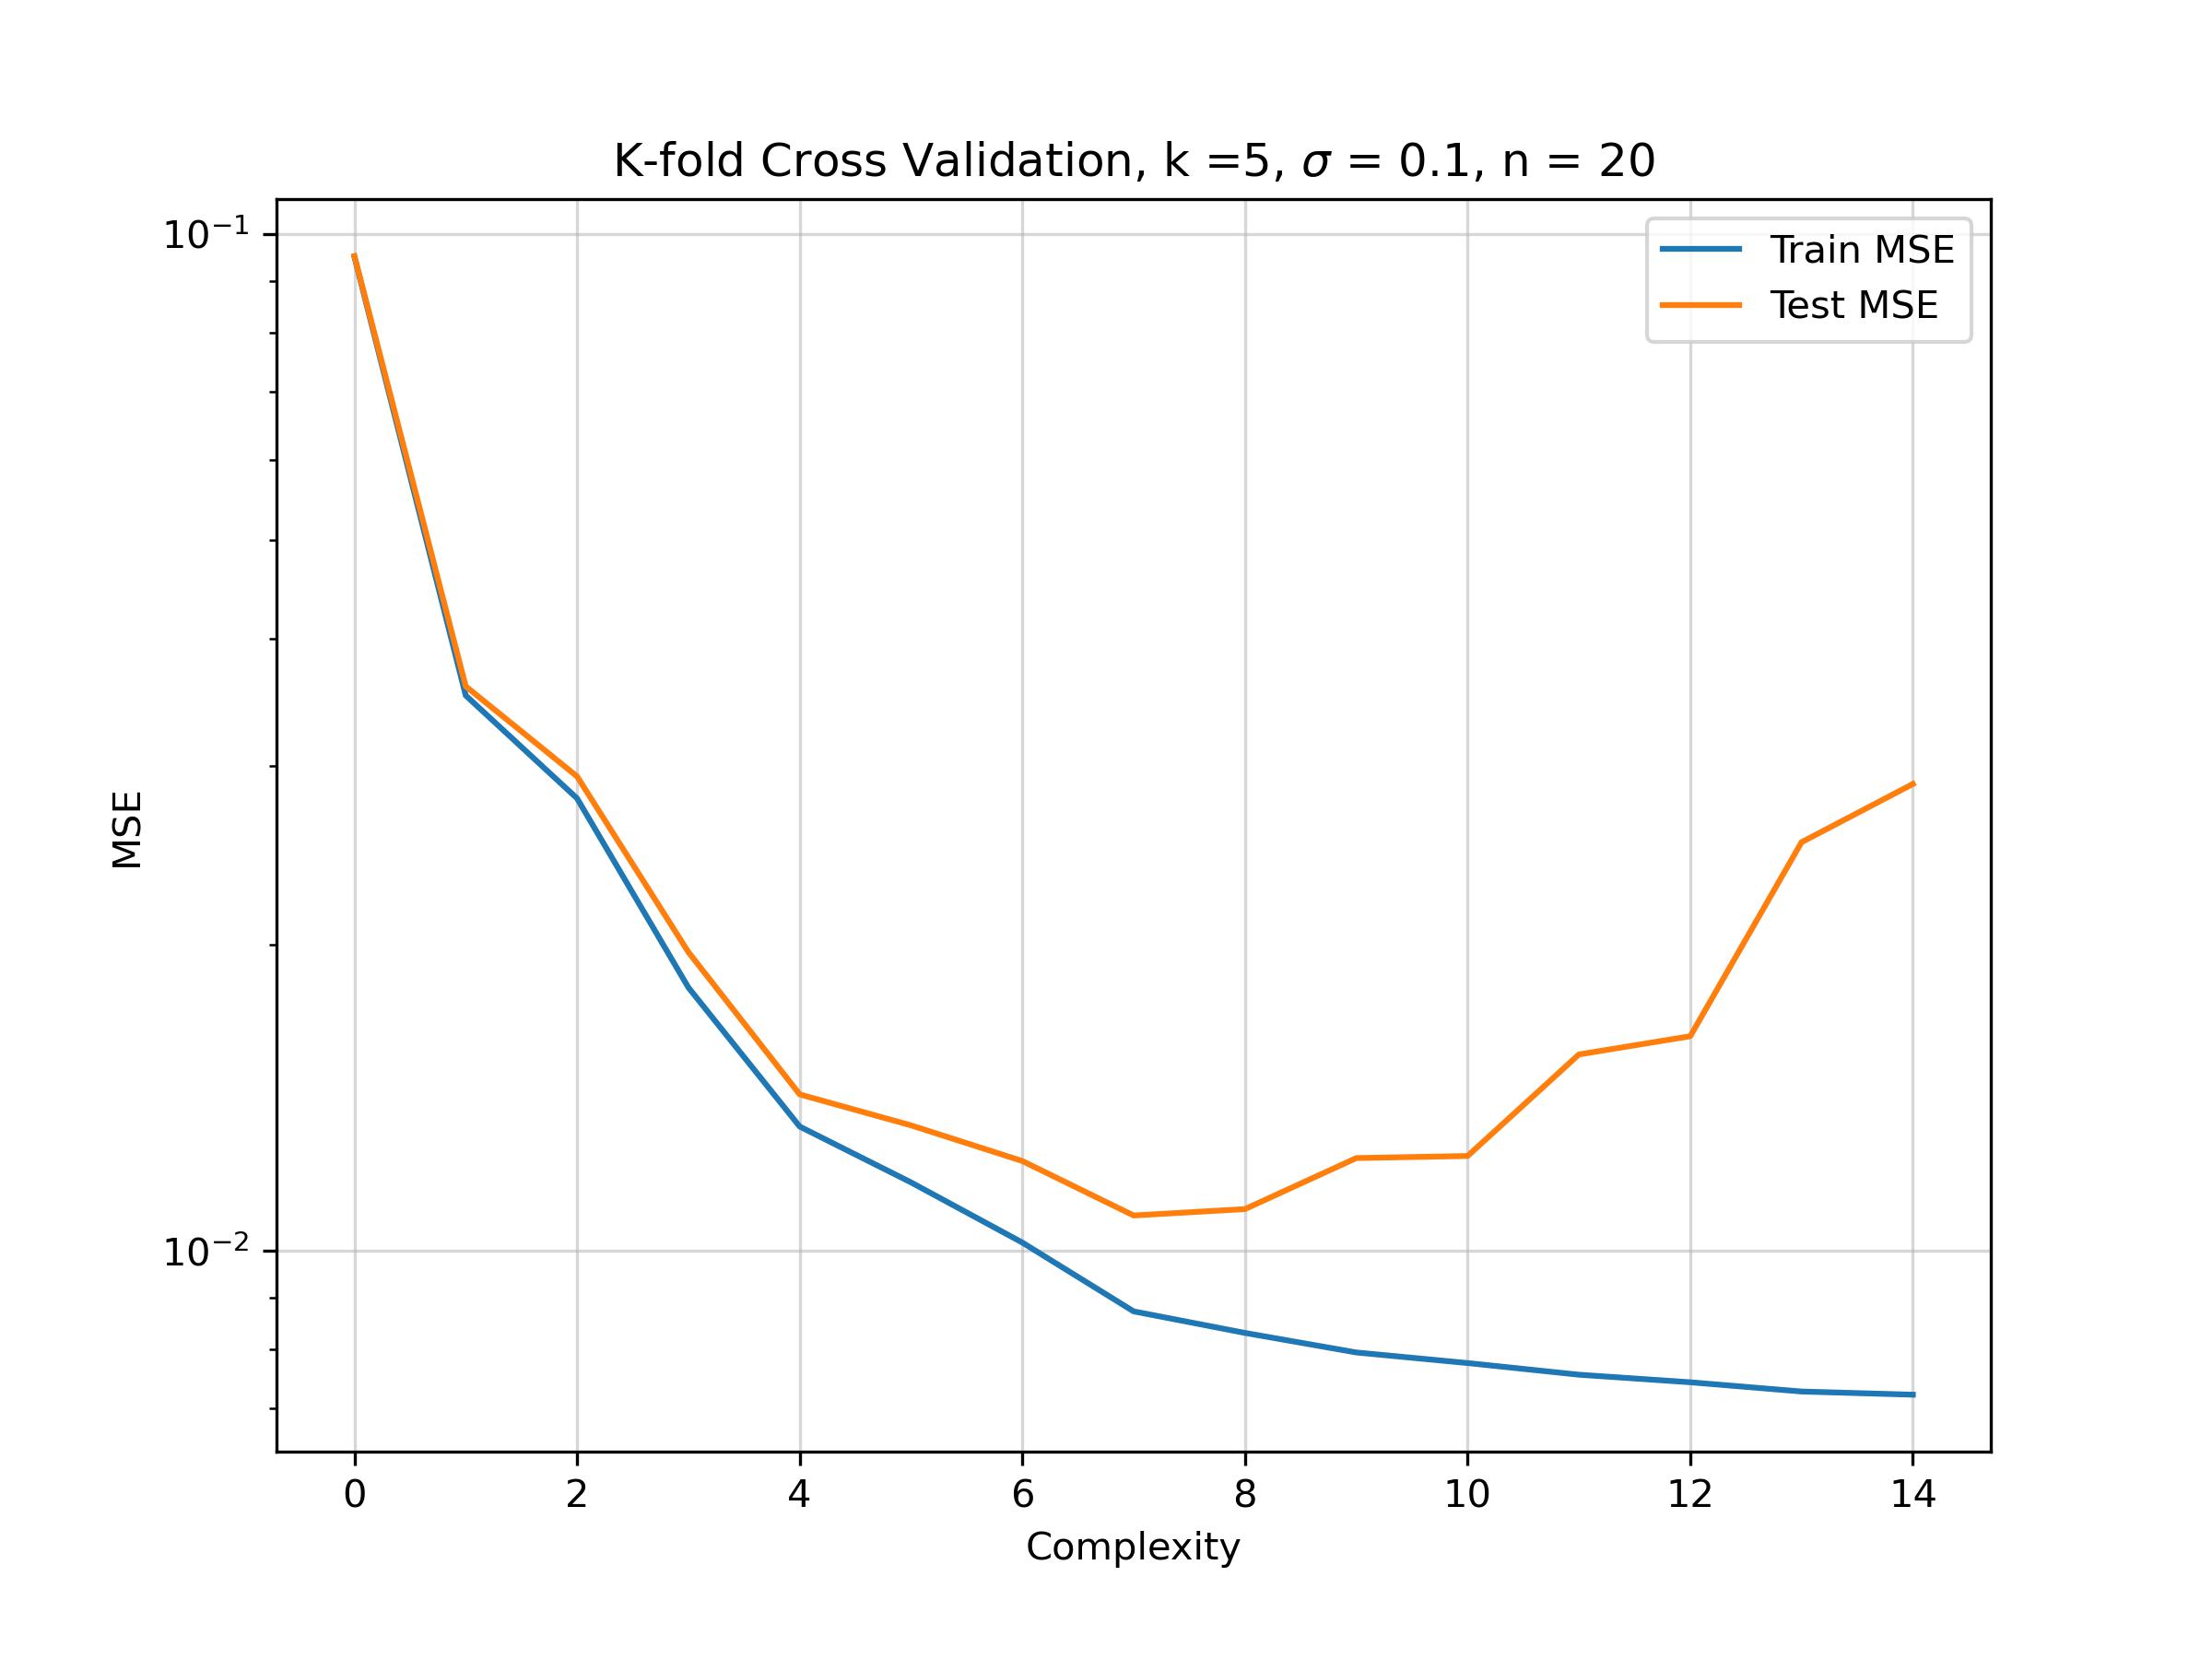 K-fold Cross Validation, k =5, σ = 0.1, n = 20
10⁻¹
10⁻²
MSE
Train MSE
Test MSE
0 2 4 6 8 10 12 14
Complexity